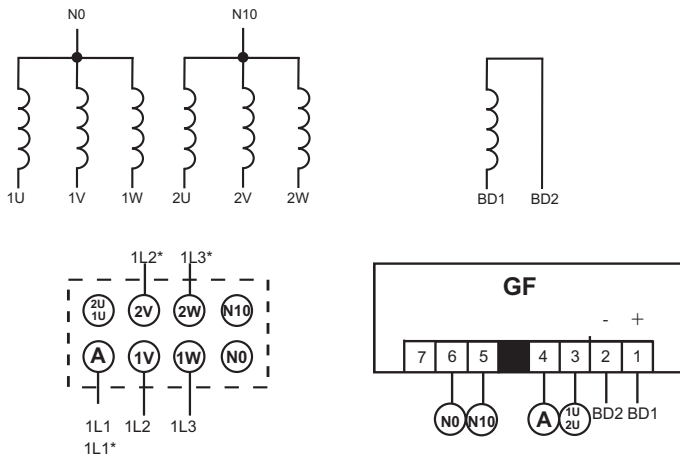 N0 N10
1U 1V 1W 2U 2V 2W BD1 BD2
1L2* 1L3*
2U
1U 2V 2W N10
A 1V 1W N0
1L1 1L2 1L3
1L1*
GF
- +
7 6 5 4 3 2 1
N0 N10 A 1U
2U BD2 BD1